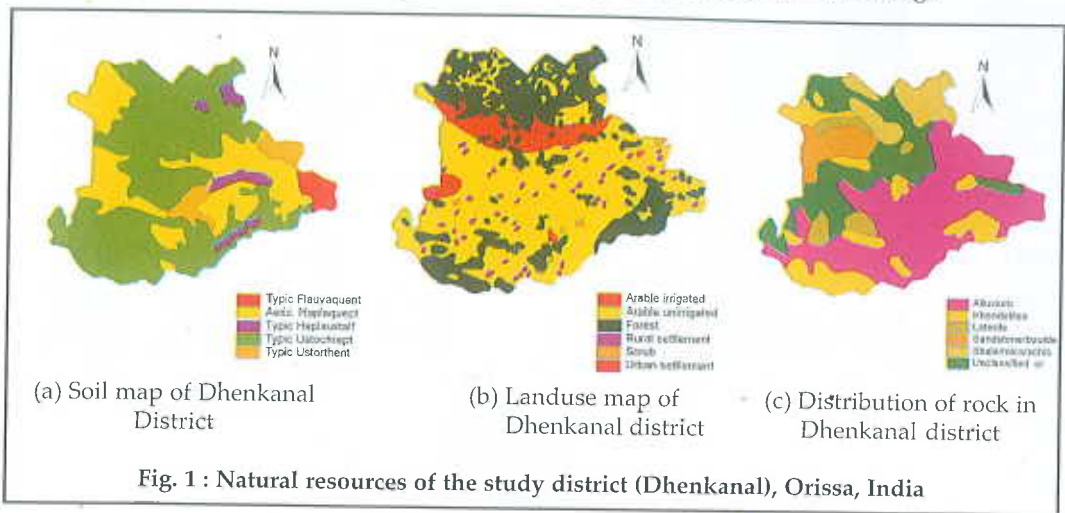 N
N
N
Typic Flauvaquent
Aeric Haplaquept
Typic Haplaustalf
Typic Ustochrept
Typic Ustorthent
Arable irrigated
Arable unirrigated
Forest
Rural settlement
Scrub
Urban settlement
Alluvium
Khondalites
Laterite
Unclassified
(a) Soil map of Dhenkanal
District
(b) Landuse map of
Dhenkanal district
(c) Distribution of rock in
Dhenkanal district
Fig. 1 : Natural resources of the study district (Dhenkanal), Orissa, India